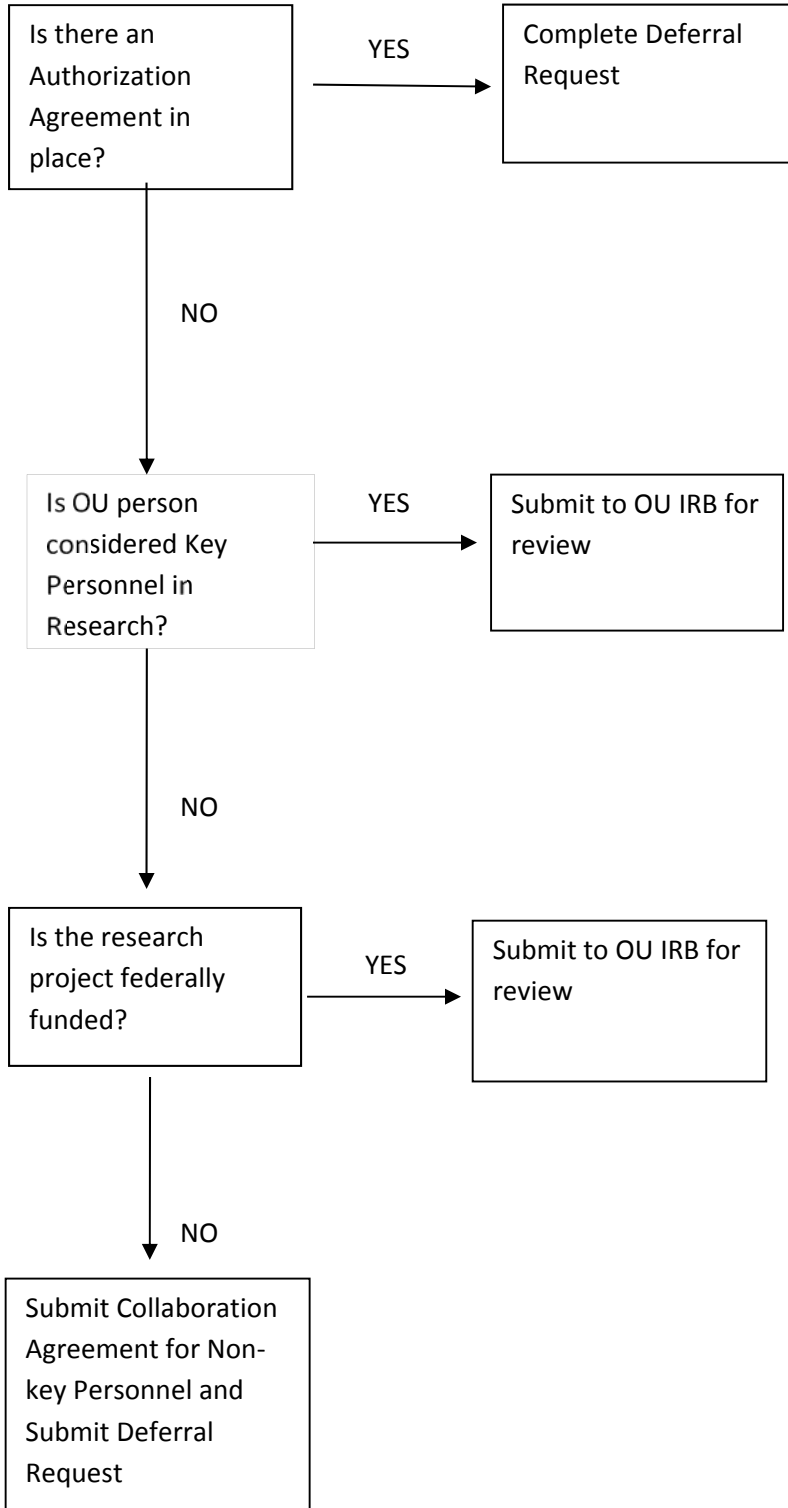 Is there an
Authorization
Agreement in
place?
YES
Complete Deferral
Request
NO
Is OU person
considered Key
Personnel in
Research?
YES
Submit to OU IRB for
review
NO
Is the research
project federally
funded?
YES
Submit to OU IRB for
review
NO
Submit Collaboration
Agreement for Non-
key Personnel and
Submit Deferral
Request